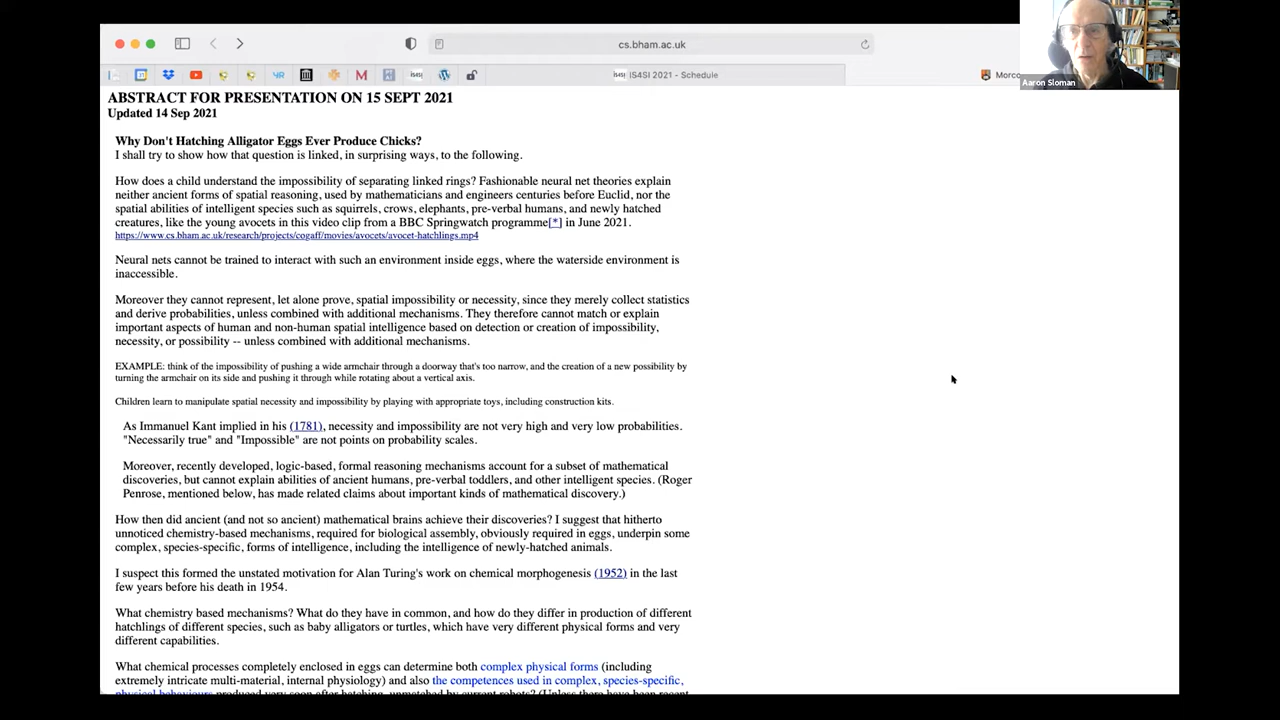 cs.bham.ac.uk
iS4SI 2021 - Schedule
Aaron Sloman
ABSTRACT FOR PRESENTATION ON 15 SEPT 2021
Updated 14 Sep 2021
Why Don't Hatching Alligator Eggs Ever Produce Chicks?
I shall try to show how that question is linked, in surprising ways, to the following.
How does a child understand the impossibility of separating linked rings? Fashionable neural net theories explain
neither ancient forms of spatial reasoning, used by mathematicians and engineers centuries before Euclid, nor the
spatial abilities of intelligent species such as squirrels, crows, elephants, pre-verbal humans, and newly hatched
creatures, like the young avocets in this video clip from a BBC Springwatch programme[*] in June 2021.
https://www.cs.bham.ac.uk/research/projects/cogaff/movies/avocets/avocet-hatchlings.mp4
Neural nets cannot be trained to interact with such an environment inside eggs, where the waterside environment is
inaccessible.
Moreover they cannot represent, let alone prove, spatial impossibility or necessity, since they merely collect statistics
and derive probabilities, unless combined with additional mechanisms. They therefore cannot match or explain
important aspects of human and non-human spatial intelligence based on detection or creation of impossibility,
necessity, or possibility -- unless combined with additional mechanisms.
EXAMPLE: think of the impossibility of pushing a wide armchair through a doorway that's too narrow, and the creation of a new possibility by
turning the armchair on its side and pushing it through while rotating about a vertical axis.
Children learn to manipulate spatial necessity and impossibility by playing with appropriate toys, including construction kits.
As Immanuel Kant implied in his (1781), necessity and impossibility are not very high and very low probabilities.
"Necessarily true" and "Impossible" are not points on probability scales.
Moreover, recently developed, logic-based, formal reasoning mechanisms account for a subset of mathematical
discoveries, but cannot explain abilities of ancient humans, pre-verbal toddlers, and other intelligent species. (Roger
Penrose, mentioned below, has made related claims about important kinds of mathematical discovery.)
How then did ancient (and not so ancient) mathematical brains achieve their discoveries? I suggest that hitherto
unnoticed chemistry-based mechanisms, required for biological assembly, obviously required in eggs, underpin some
complex, species-specific, forms of intelligence, including the intelligence of newly-hatched animals.
I suspect this formed the unstated motivation for Alan Turing's work on chemical morphogenesis (1952) in the last
few years before his death in 1954.
What chemistry based mechanisms? What do they have in common, and how do they differ in production of different
hatchlings of different species, such as baby alligators or turtles, which have very different physical forms and very
different capabilities.
What chemical processes completely enclosed in eggs can determine both complex physical forms (including
extremely intricate multi-material, internal physiology) and also the competences used in complex, species-specific,
physical behaviours produced very soon after hatching, unmatched by current robots? (Unless there have been recent